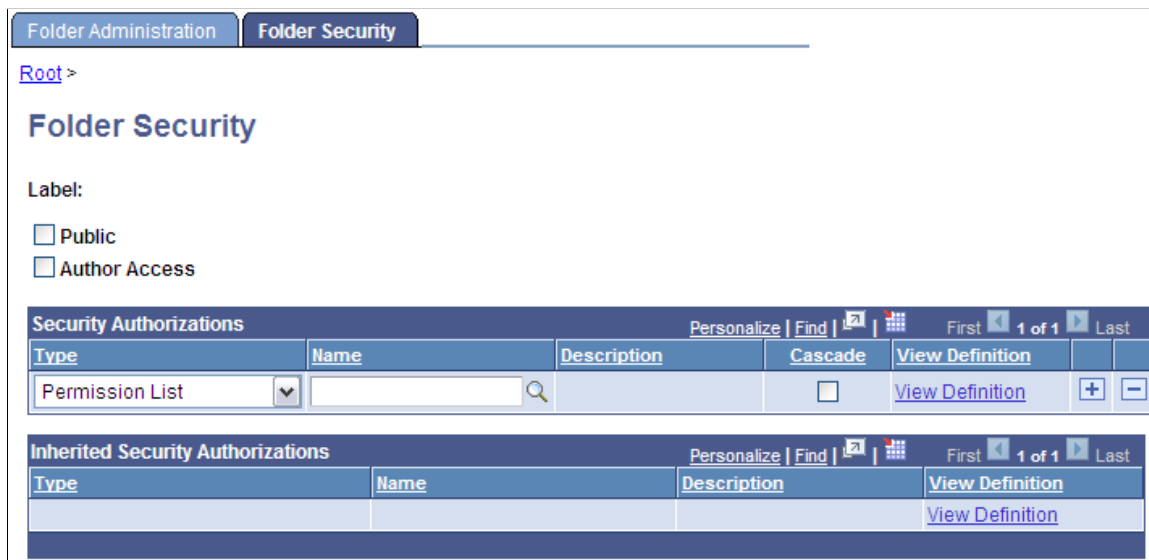 Folder Administration Folder Security
Root >
Folder Security
Label:
Public
Author Access
Security Authorizations Personalize | Find | | First 1 of 1 Last
Type Name Description Cascade View Definition
Permission List View Definition
Inherited Security Authorizations Personalize | Find | | First 1 of 1 Last
Type Name Description View Definition
View Definition